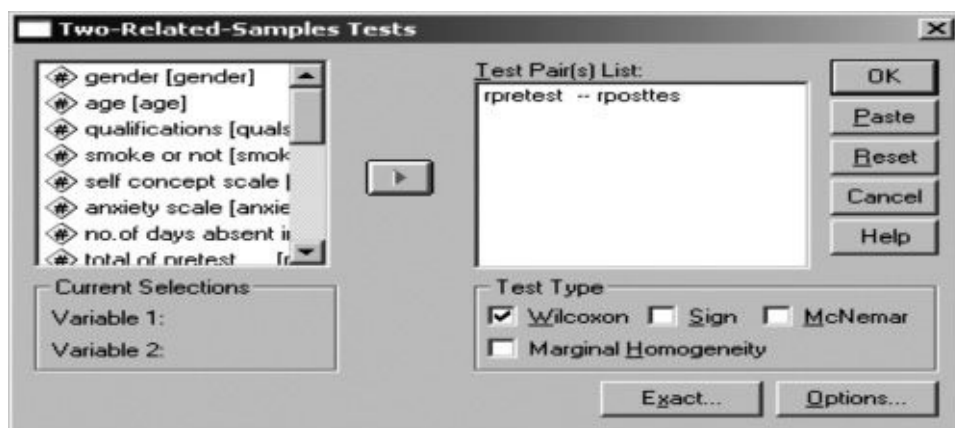 Two-Related-Samples Tests
gender [gender]
age [age]
qualifications [quals
smoke or not [smok
self concept scale [
anxiety scale [anxie
no.of days absent i
total of pretest
Test Pair(s) List:
rpretest -- rposttes
OK
Paste
Reset
Cancel
Help
Current Selections
Variable 1:
Variable 2:
Test Type
Wilcoxon Sign McNemar
Marginal Homogeneity
Exact... Options...